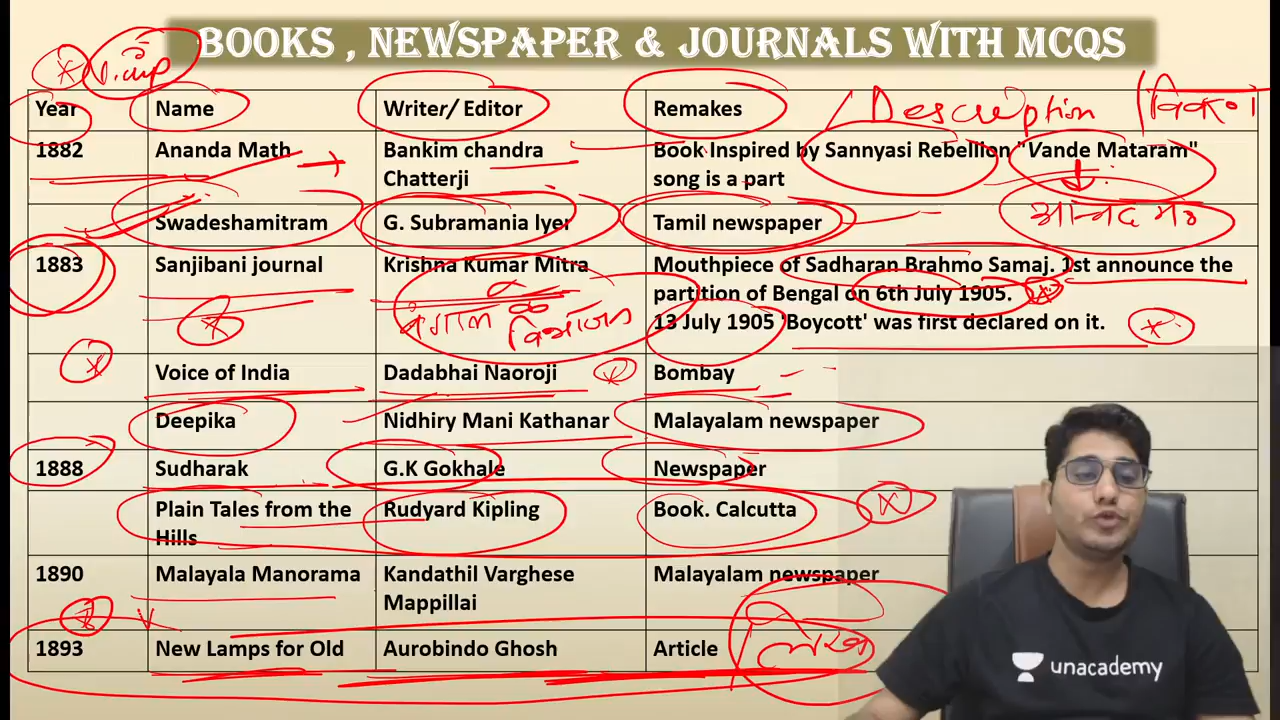 BOOKS , NEWSPAPER & JOURNALS WITH MCQS
V. imp
Year Name Writer/ Editor Remakes Description
1882 Ananda Math Bankim chandra Book Inspired by Sannyasi Rebellion "Vande Mataram"
Chatterji song is a part
Swadeshamitram G. Subramania Iyer Tamil newspaper
1883 Sanjibani journal Krishna Kumar Mitra Mouthpiece of Sadharan Brahmo Samaj. 1st announce the
partition of Bengal on 6th July 1905.
13 July 1905 'Boycott' was first declared on it.
Voice of India Dadabhai Naoroji Bombay
Deepika Nidhiry Mani Kathanar Malayalam newspaper
1888 Sudharak G.K Gokhale Newspaper
Plain Tales from the Rudyard Kipling Book. Calcutta
Hills
1890 Malayala Manorama Kandathil Varghese Malayalam newspaper
Mappillai
1893 New Lamps for Old Aurobindo Ghosh Article
unacademy